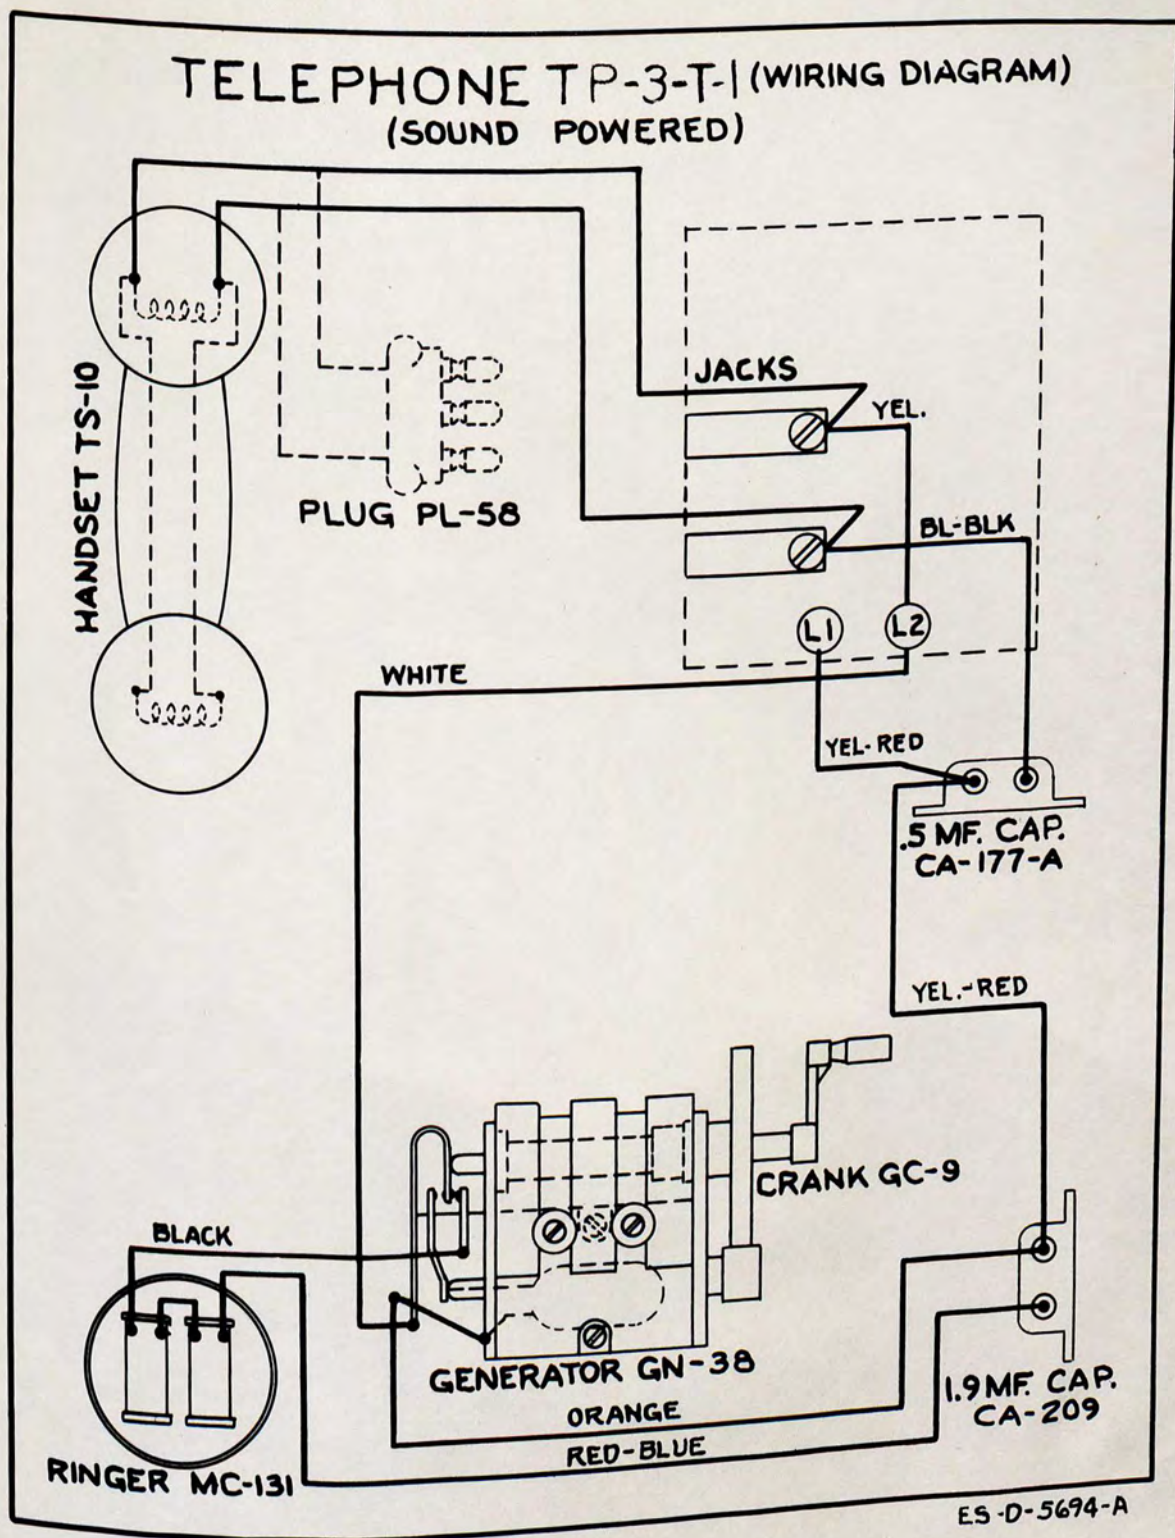 TELEPHONE TP-3-T-1 (WIRING DIAGRAM)
(SOUND POWERED)
HANDSET TS-10
PLUG PL-58
JACKS
YEL.
BL-BLK
L1
L2
WHITE
YEL-RED
.5 MF. CAP.
CA-177-A
YEL.-RED
CRANK GC-9
BLACK
GENERATOR GN-38
1.9 MF. CAP.
CA-209
ORANGE
RED-BLUE
RINGER MC-131
ES-D-5694-A